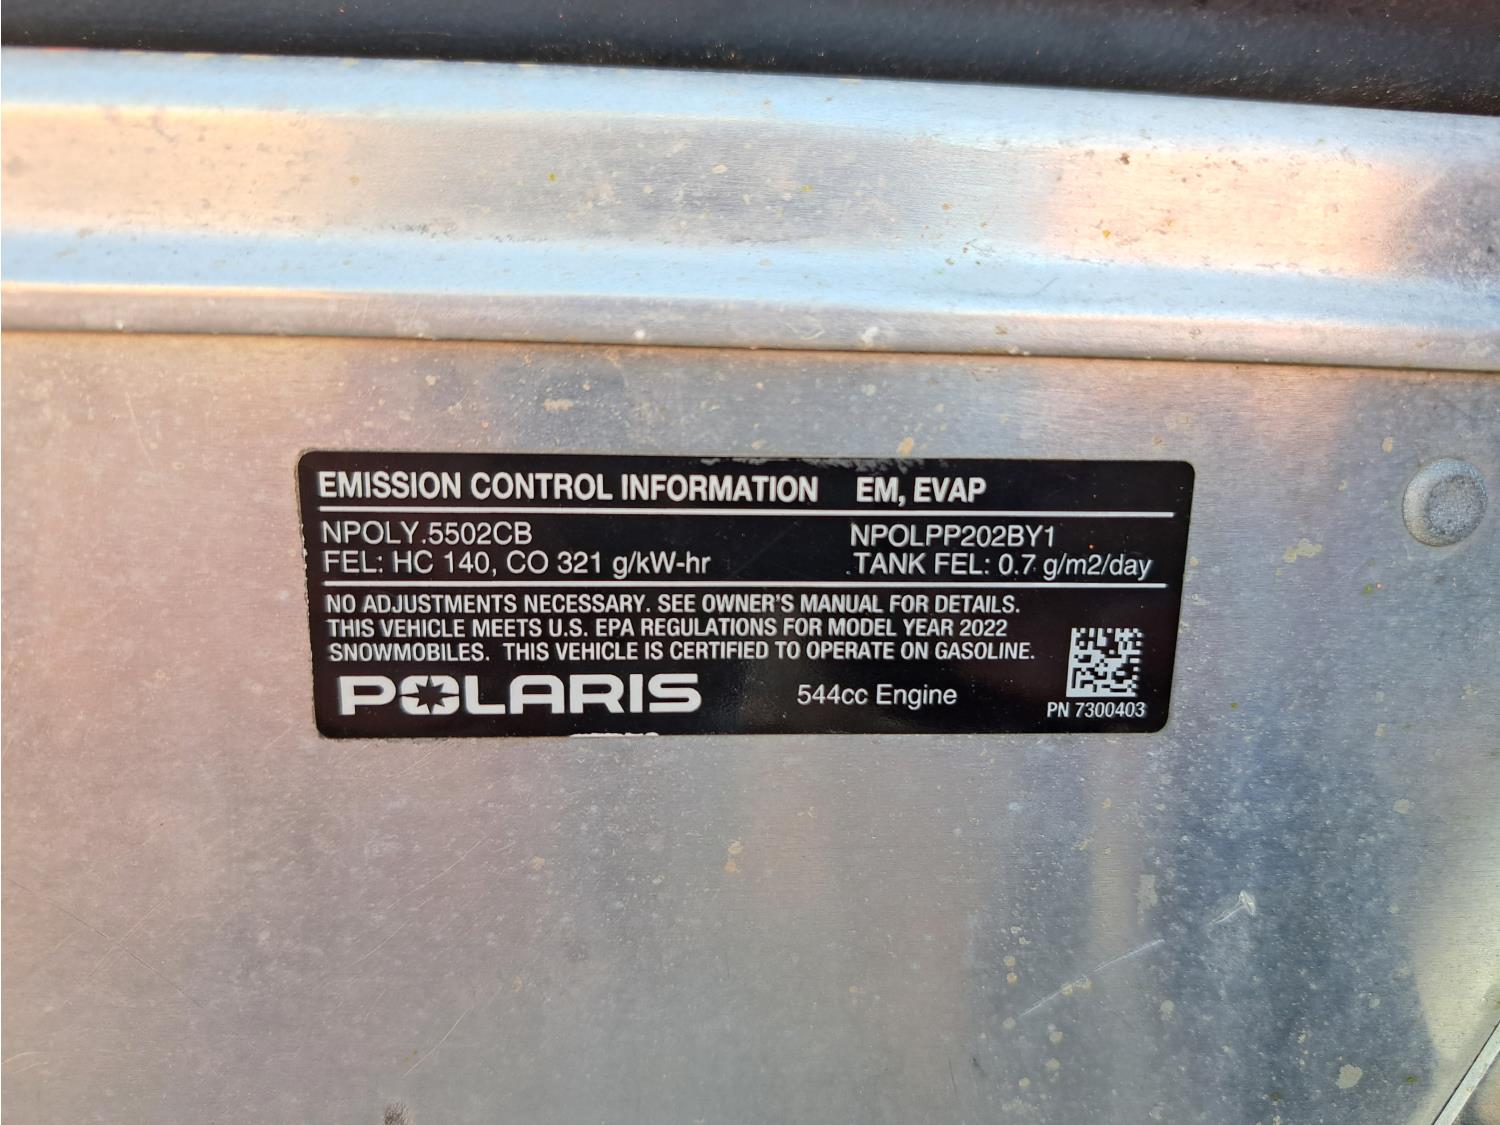 EMISSION CONTROL INFORMATION EM, EVAP
NPOLY.5502CB NPOLPP202BY1
FEL: HC 140, CO 321 g/kW-hr TANK FEL: 0.7 g/m2/day
NO ADJUSTMENTS NECESSARY. SEE OWNER'S MANUAL FOR DETAILS.
THIS VEHICLE MEETS U.S. EPA REGULATIONS FOR MODEL YEAR 2022
SNOWMOBILES. THIS VEHICLE IS CERTIFIED TO OPERATE ON GASOLINE.
POLARIS 544cc Engine PN 7300403